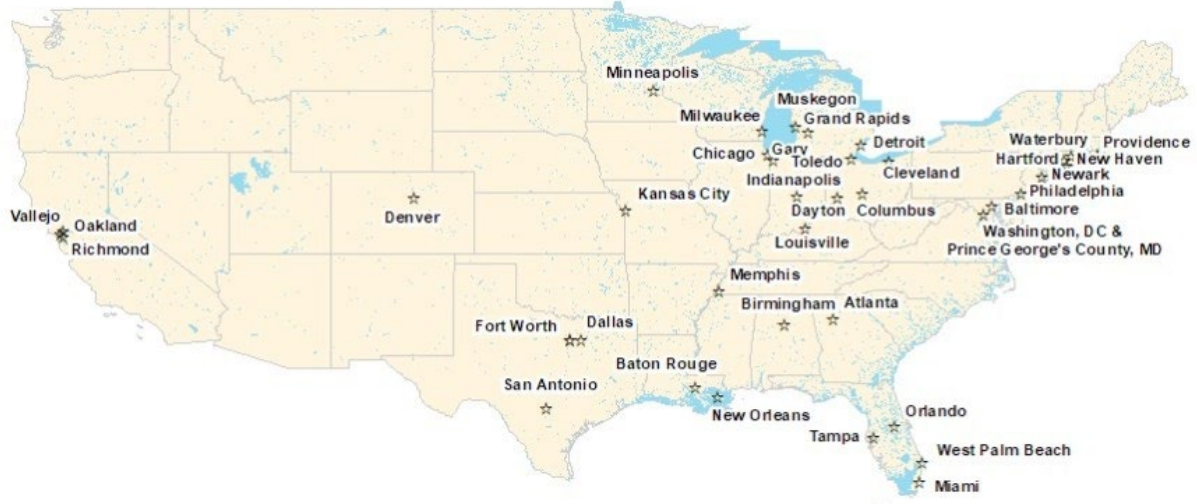 Minneapolis
Muskegon
Milwaukee
Grand Rapids
Detroit
Waterbury
Providence
Chicago
Gary
Toledo
Hartford
New Haven
Cleveland
Newark
Indianapolis
Philadelphia
Kansas City
Denver
Dayton
Columbus
Baltimore
Vallejo
Oakland
Richmond
Louisville
Washington, DC &
Prince George's County, MD
Memphis
Birmingham
Atlanta
Fort Worth
Dallas
Baton Rouge
San Antonio
New Orleans
Orlando
Tampa
West Palm Beach
Miami